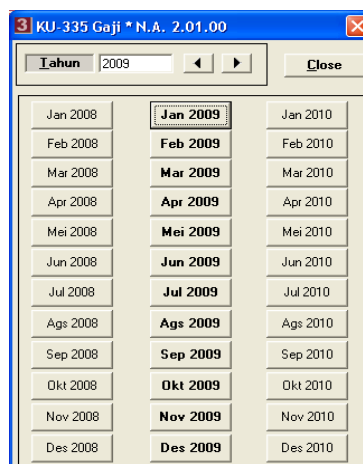 3 KU-335 Gaji * N.A. 2.01.00
Tahun 2009 Close
Jan 2008 Jan 2009 Jan 2010
Feb 2008 Feb 2009 Feb 2010
Mar 2008 Mar 2009 Mar 2010
Apr 2008 Apr 2009 Apr 2010
Mei 2008 Mei 2009 Mei 2010
Jun 2008 Jun 2009 Jun 2010
Jul 2008 Jul 2009 Jul 2010
Ags 2008 Ags 2009 Ags 2010
Sep 2008 Sep 2009 Sep 2010
Okt 2008 Okt 2009 Okt 2010
Nov 2008 Nov 2009 Nov 2010
Des 2008 Des 2009 Des 2010